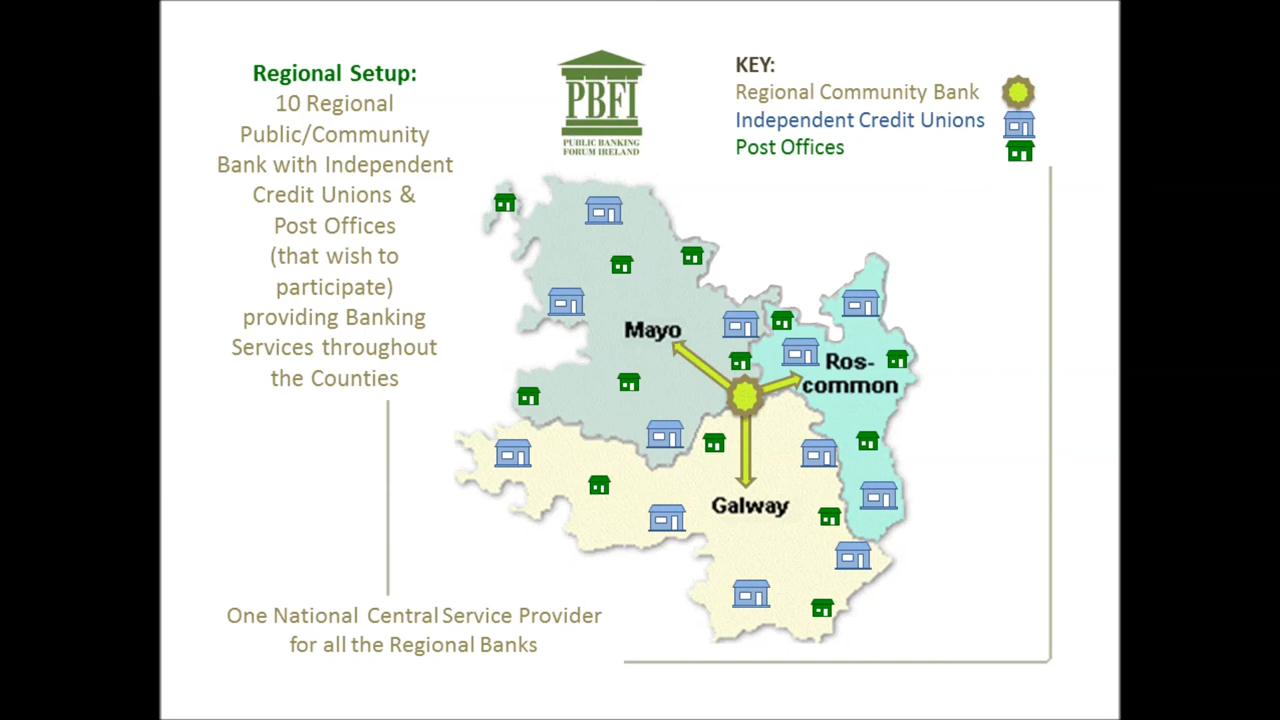 Regional Setup:
10 Regional
Public/Community
Bank with Independent
Credit Unions &
Post Offices
(that wish to
participate)
providing Banking
Services throughout
the Counties
One National Central Service Provider
for all the Regional Banks
PBFI
PUBLIC BANKING
FORUM IRELAND
KEY:
Regional Community Bank
Independent Credit Unions
Post Offices
Mayo
Ros-
common
Galway